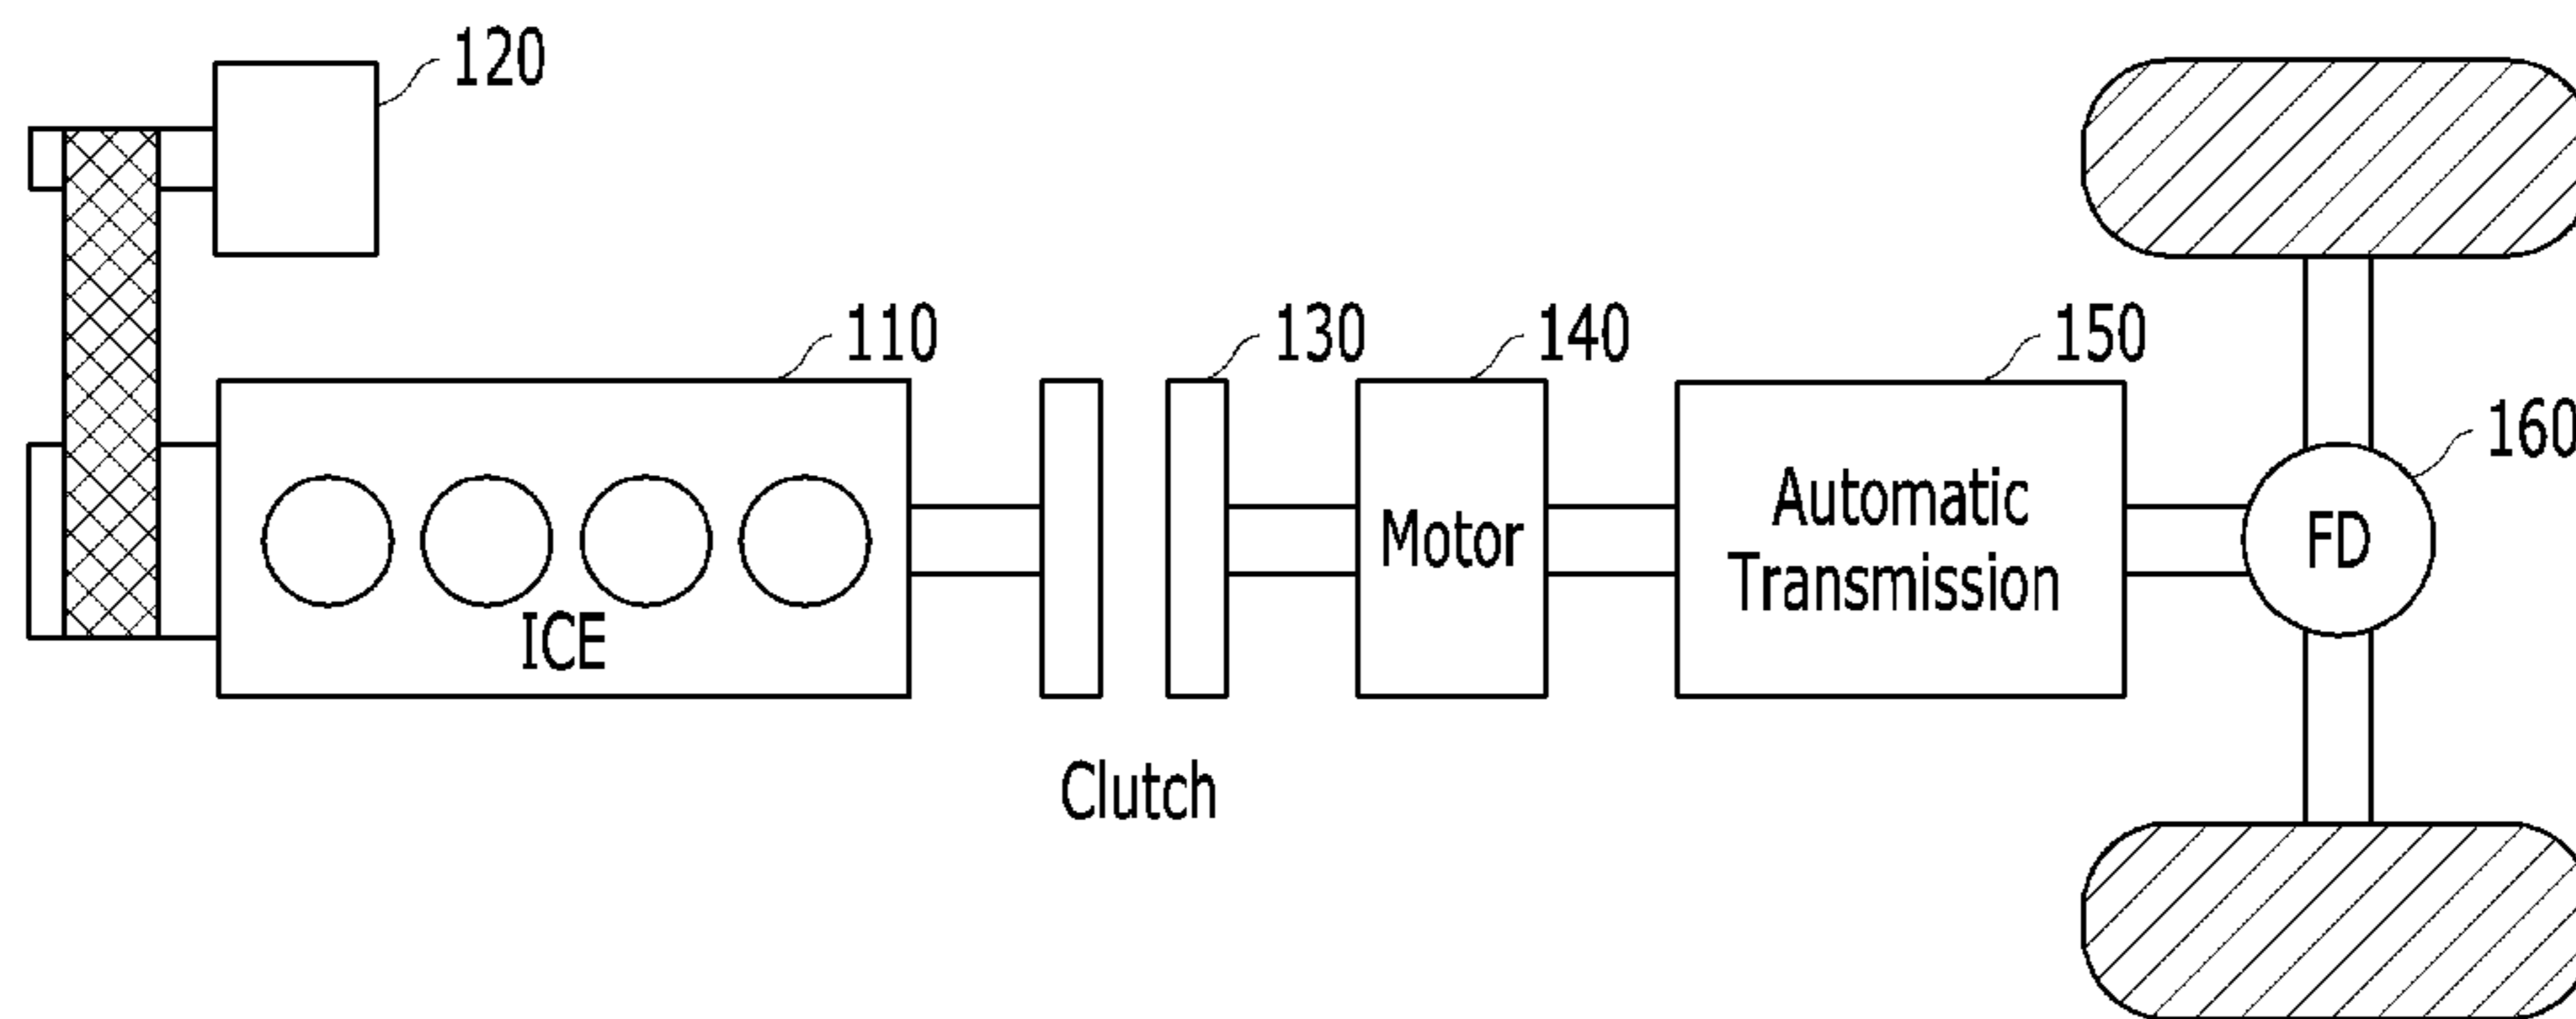 120
110
130
140
150
160
ICE
Motor
Automatic
Transmission
FD
Clutch